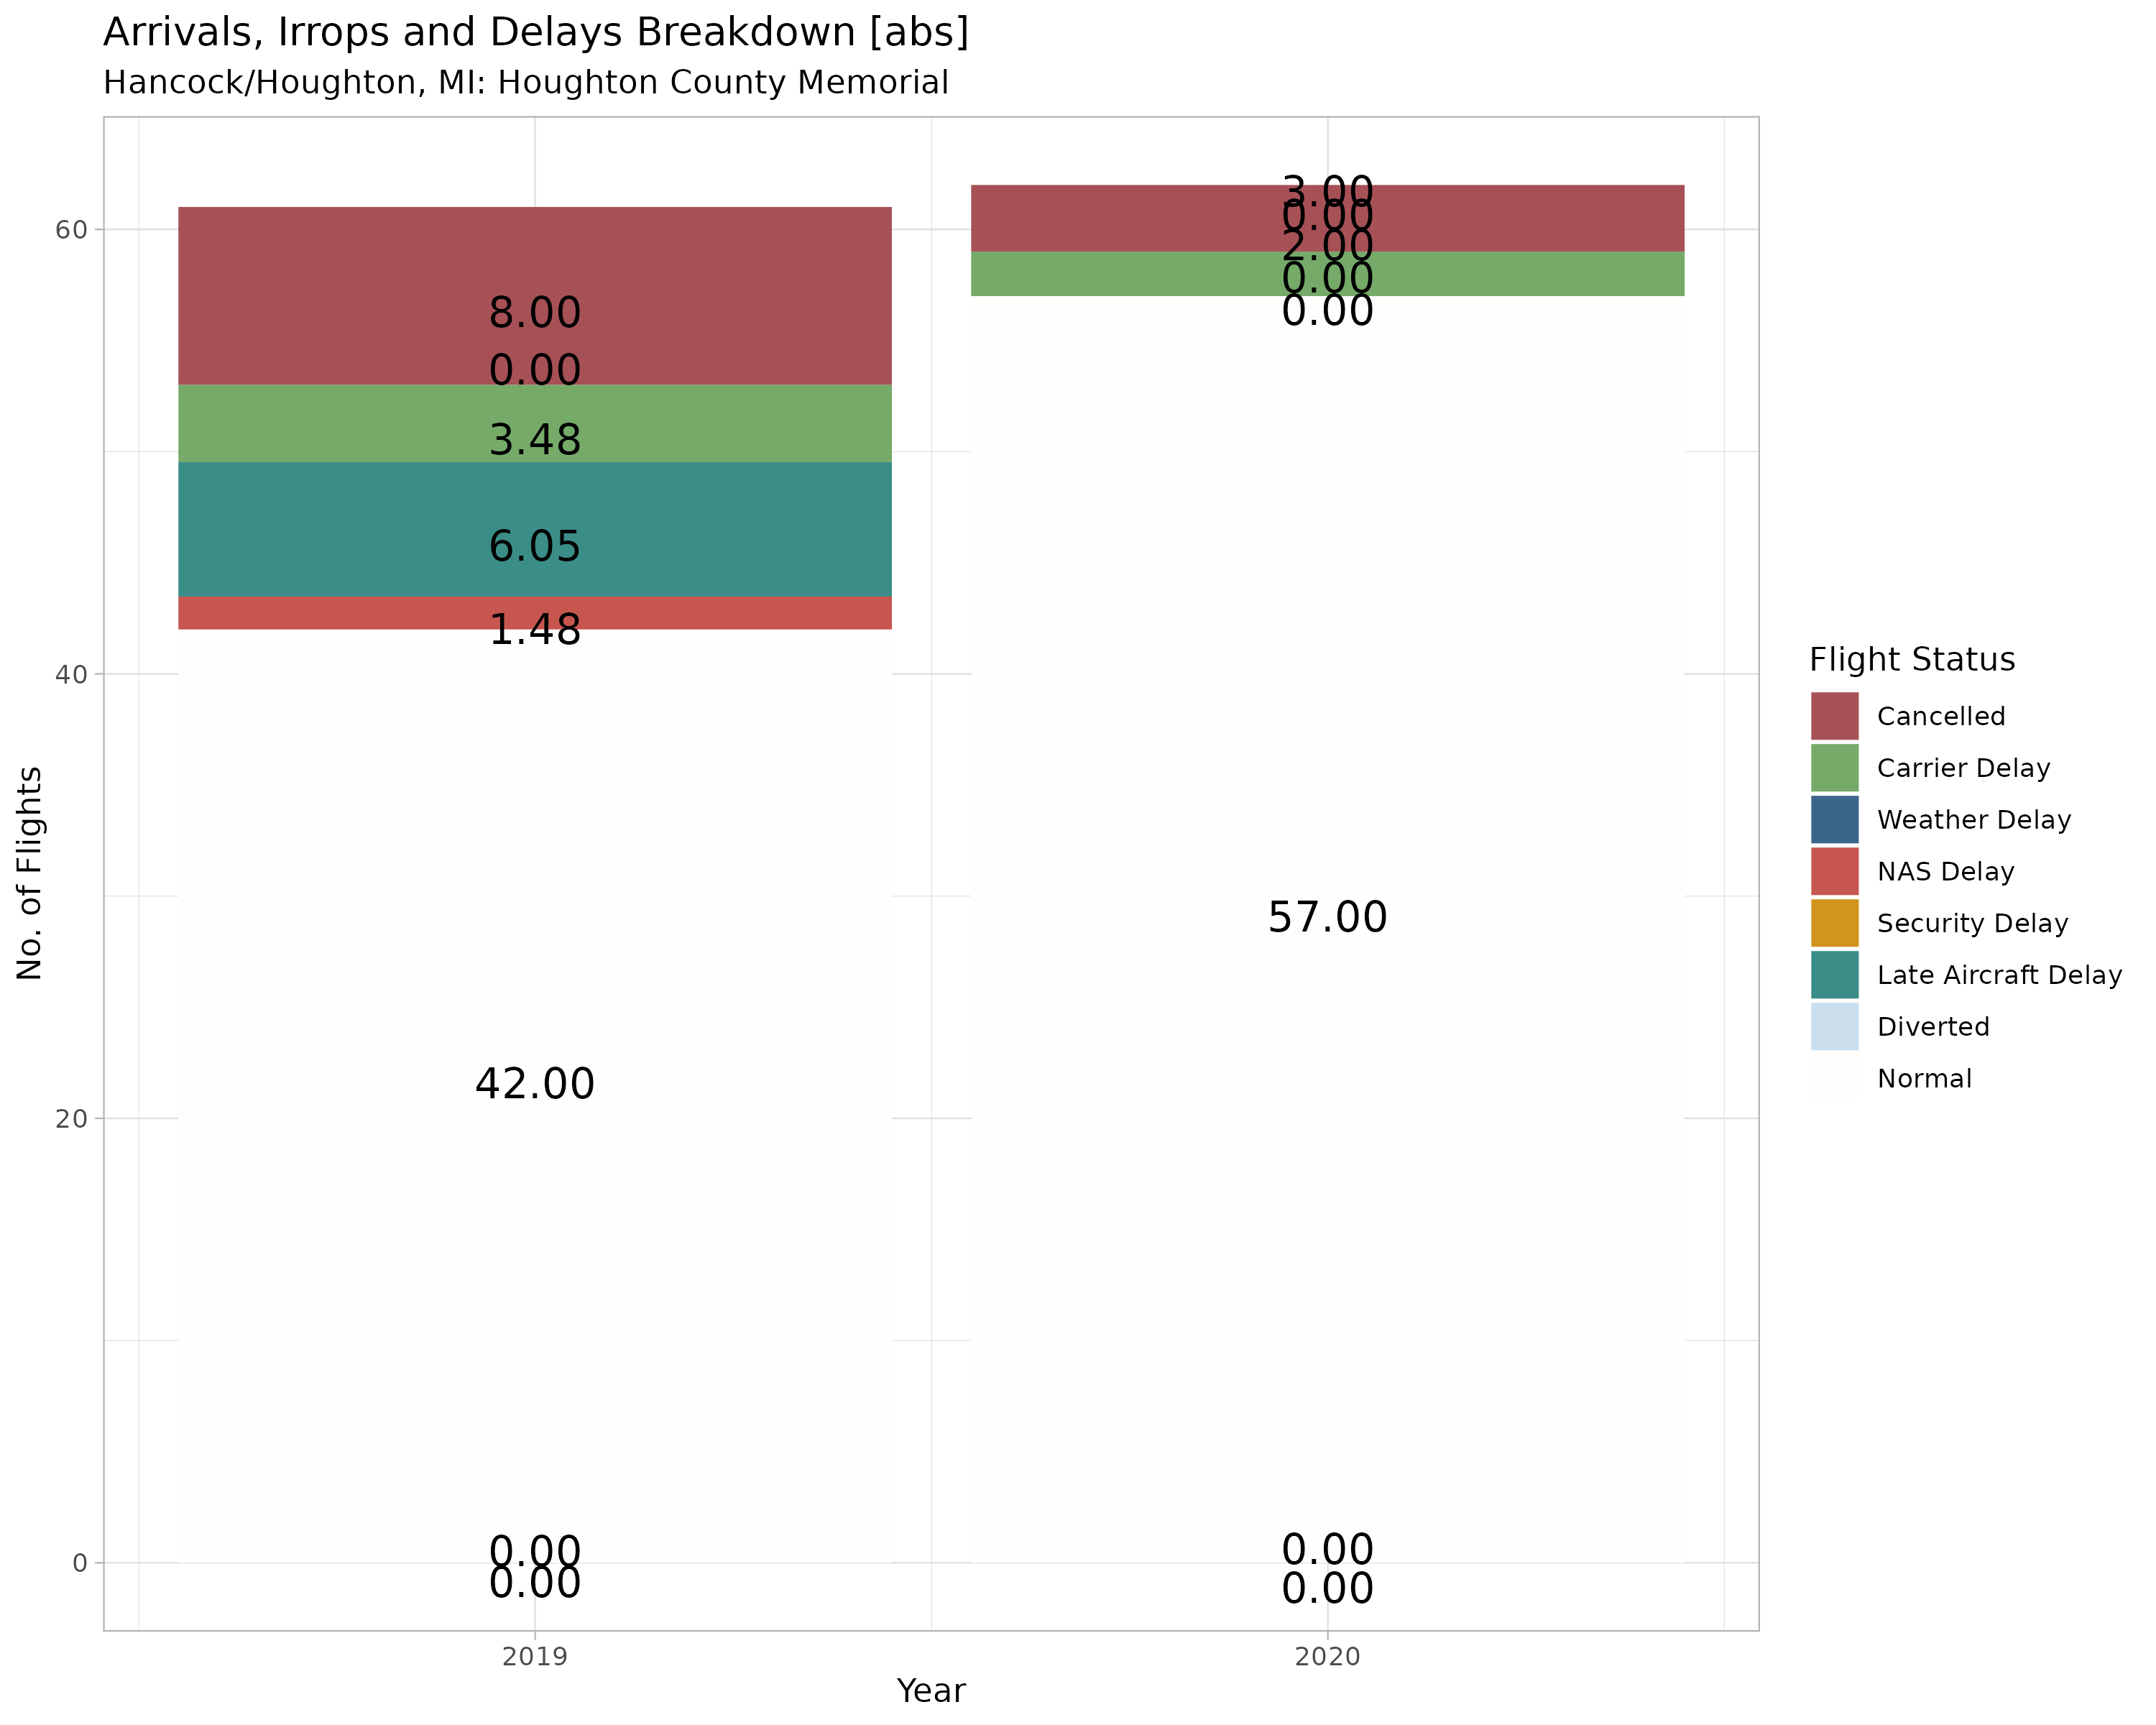 Arrivals, Irrops and Delays Breakdown [abs]
Hancock/Houghton, MI: Houghton County Memorial
No. of Flights
60
40
20
0
8.00
0.00
3.48
6.05
1.48
42.00
0.00
0.00
3.00
0.00
2.00
0.00
0.00
57.00
0.00
0.00
2019
2020
Year
Flight Status
Cancelled
Carrier Delay
Weather Delay
NAS Delay
Security Delay
Late Aircraft Delay
Diverted
Normal